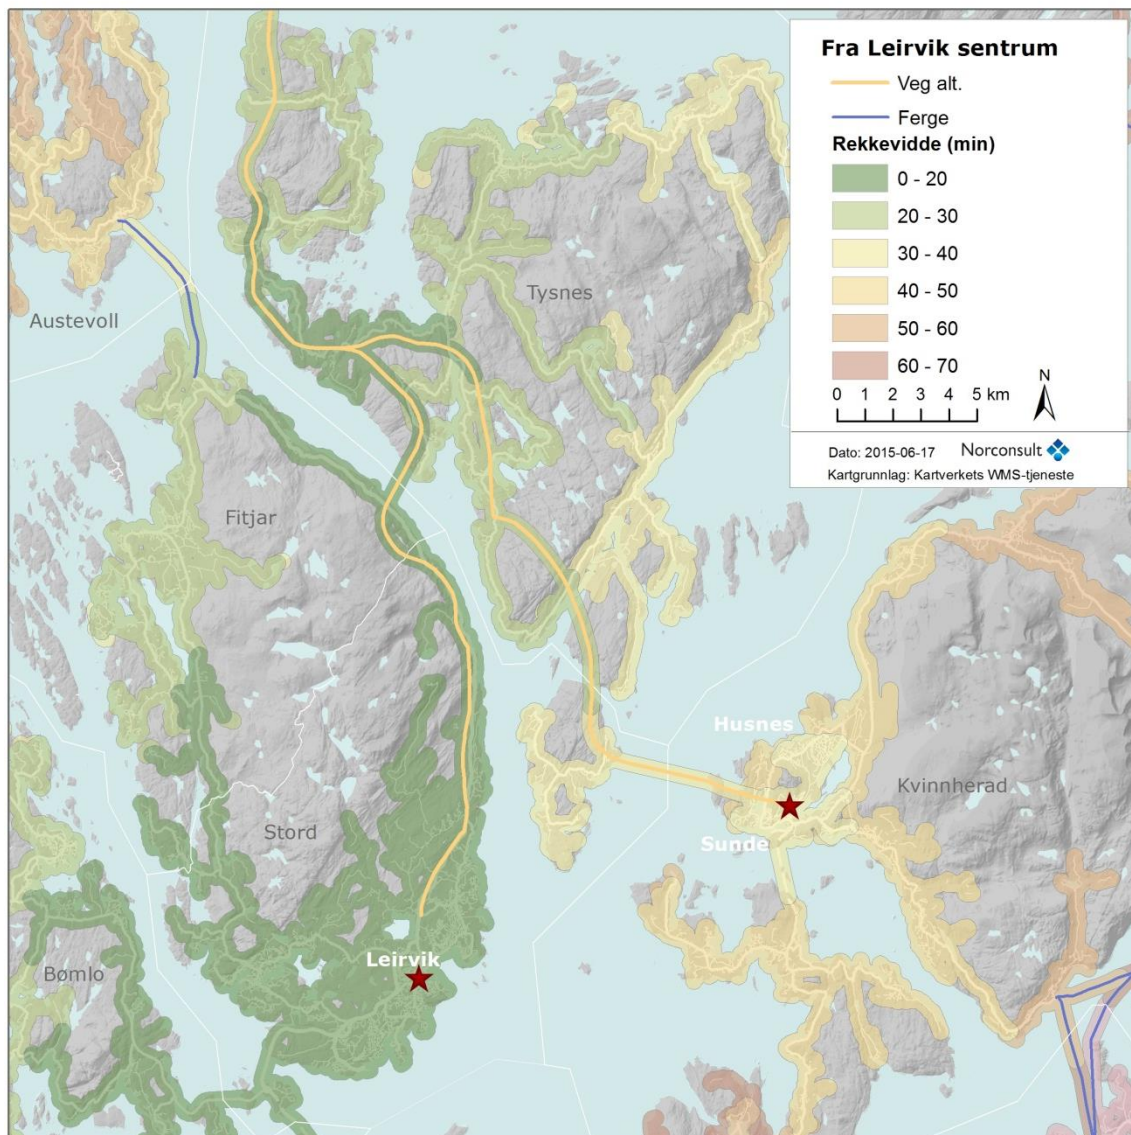 Fra Leirvik sentrum
Veg alt.
Ferge
Rekkevidde (min)
0 - 20
20 - 30
30 - 40
40 - 50
50 - 60
60 - 70
0 1 2 3 4 5 km
N
Dato: 2015-06-17 Norconsult
Kartgrunnlag: Kartverkets WMS-tjeneste
Tysnes
Austevoll
Fitjar
Husnes
Kvinnherad
Stord
Sunde
Leirvik
Bømlo